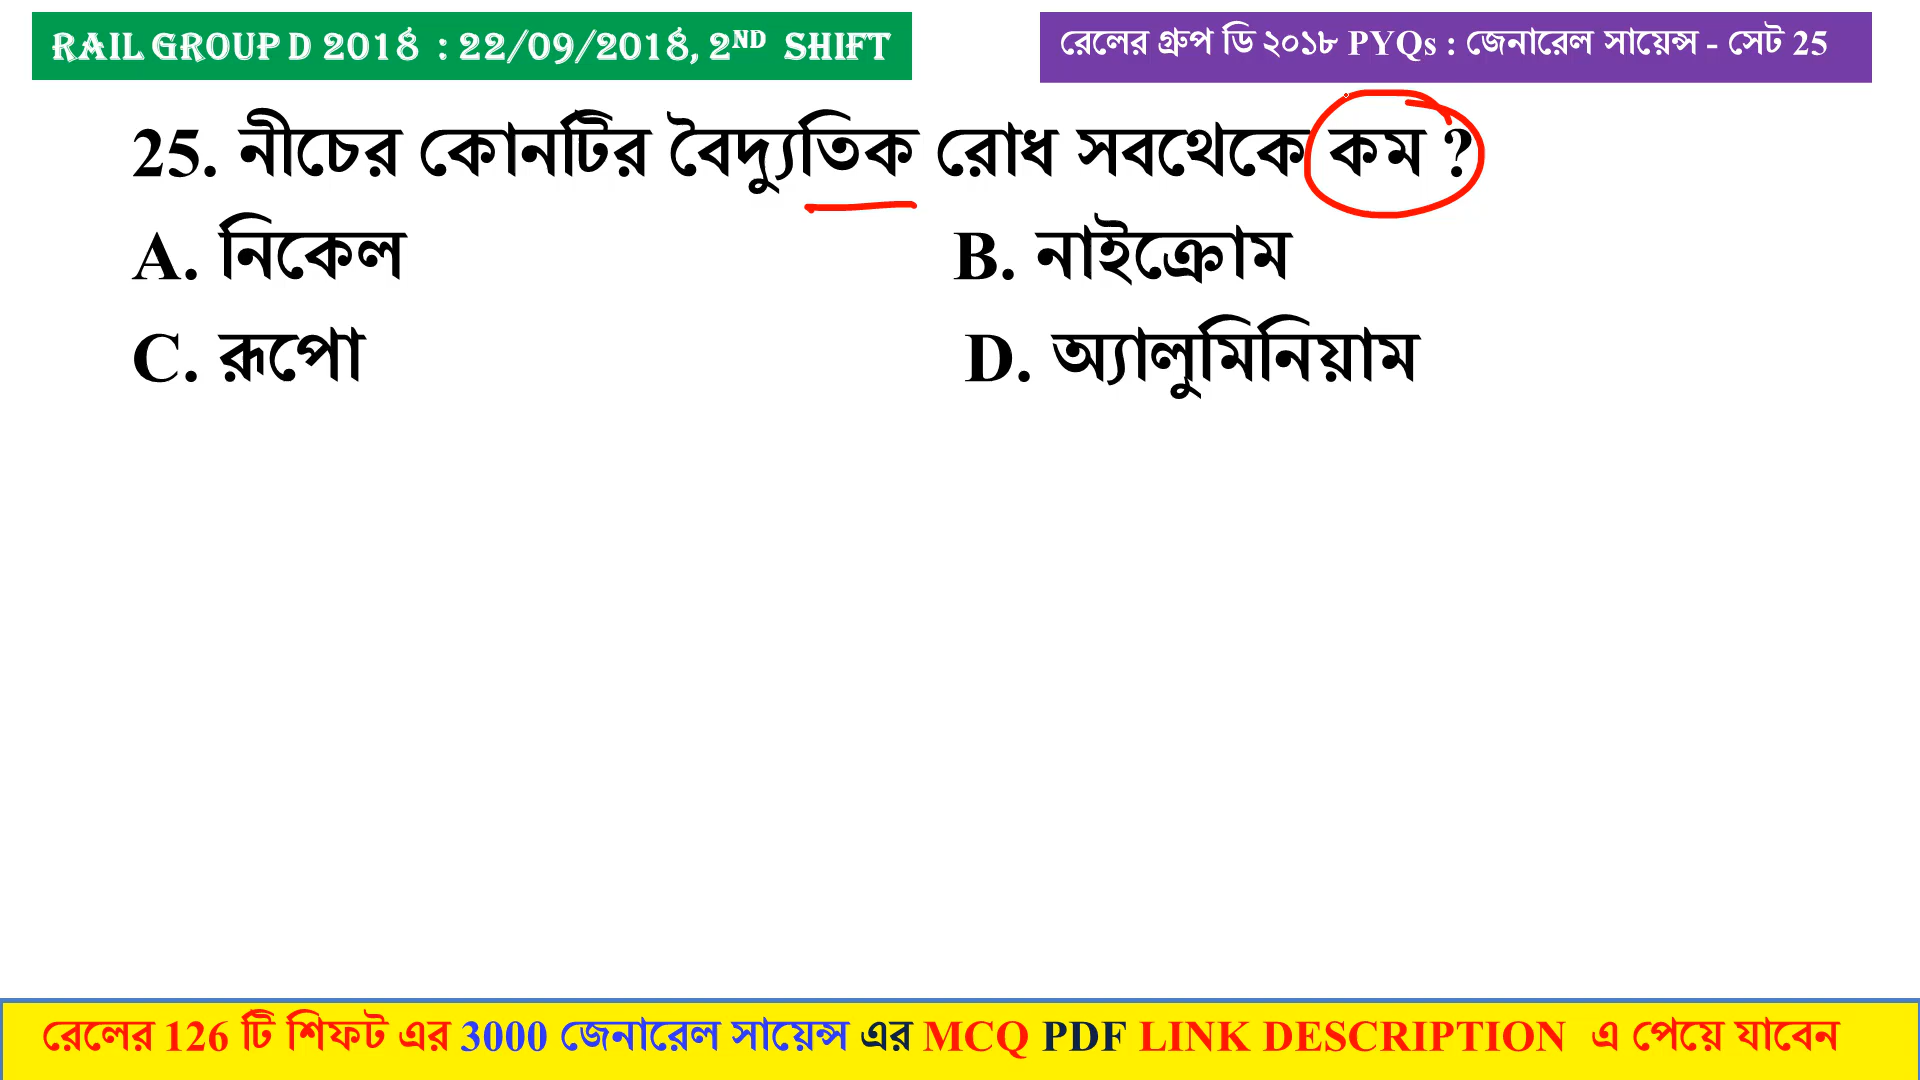 RAIL GROUP D 2018 : 22/09/2018, 2ND SHIFT
রেলের গ্রুপ ডি ২০১৮ PYQs : জেনারেল সায়েন্স - সেট 25
25. নীচের কোনটির বৈদ্যুতিক রোধ সবথেকে কম ?
A. নিকেল B. নাইক্রোম
C. রূপো D. অ্যালুমিনিয়াম
রেলের 126 টি শিফট এর 3000 জেনারেল সায়েন্স এর MCQ PDF LINK DESCRIPTION এ পেয়ে যাবেন